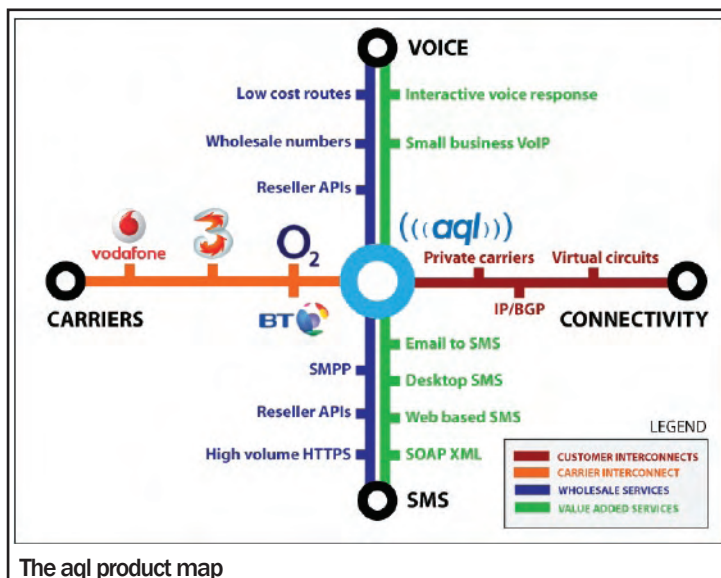 VOICE
Low cost routes
Interactive voice response
Wholesale numbers
Small business VoIP
Reseller APIs
vodafone
3
O2
(((aql)))
Private carriers
Virtual circuits
CARRIERS
BT
IP/BGP
CONNECTIVITY
Email to SMS
SMPP
Desktop SMS
Reseller APIs
Web based SMS
High volume HTTPS
SOAP XML
SMS
LEGEND
CUSTOMER INTERCONNECTS
CARRIER INTERCONNECT
WHOLESALE SERVICES
VALUE ADDED SERVICES
The aql product map